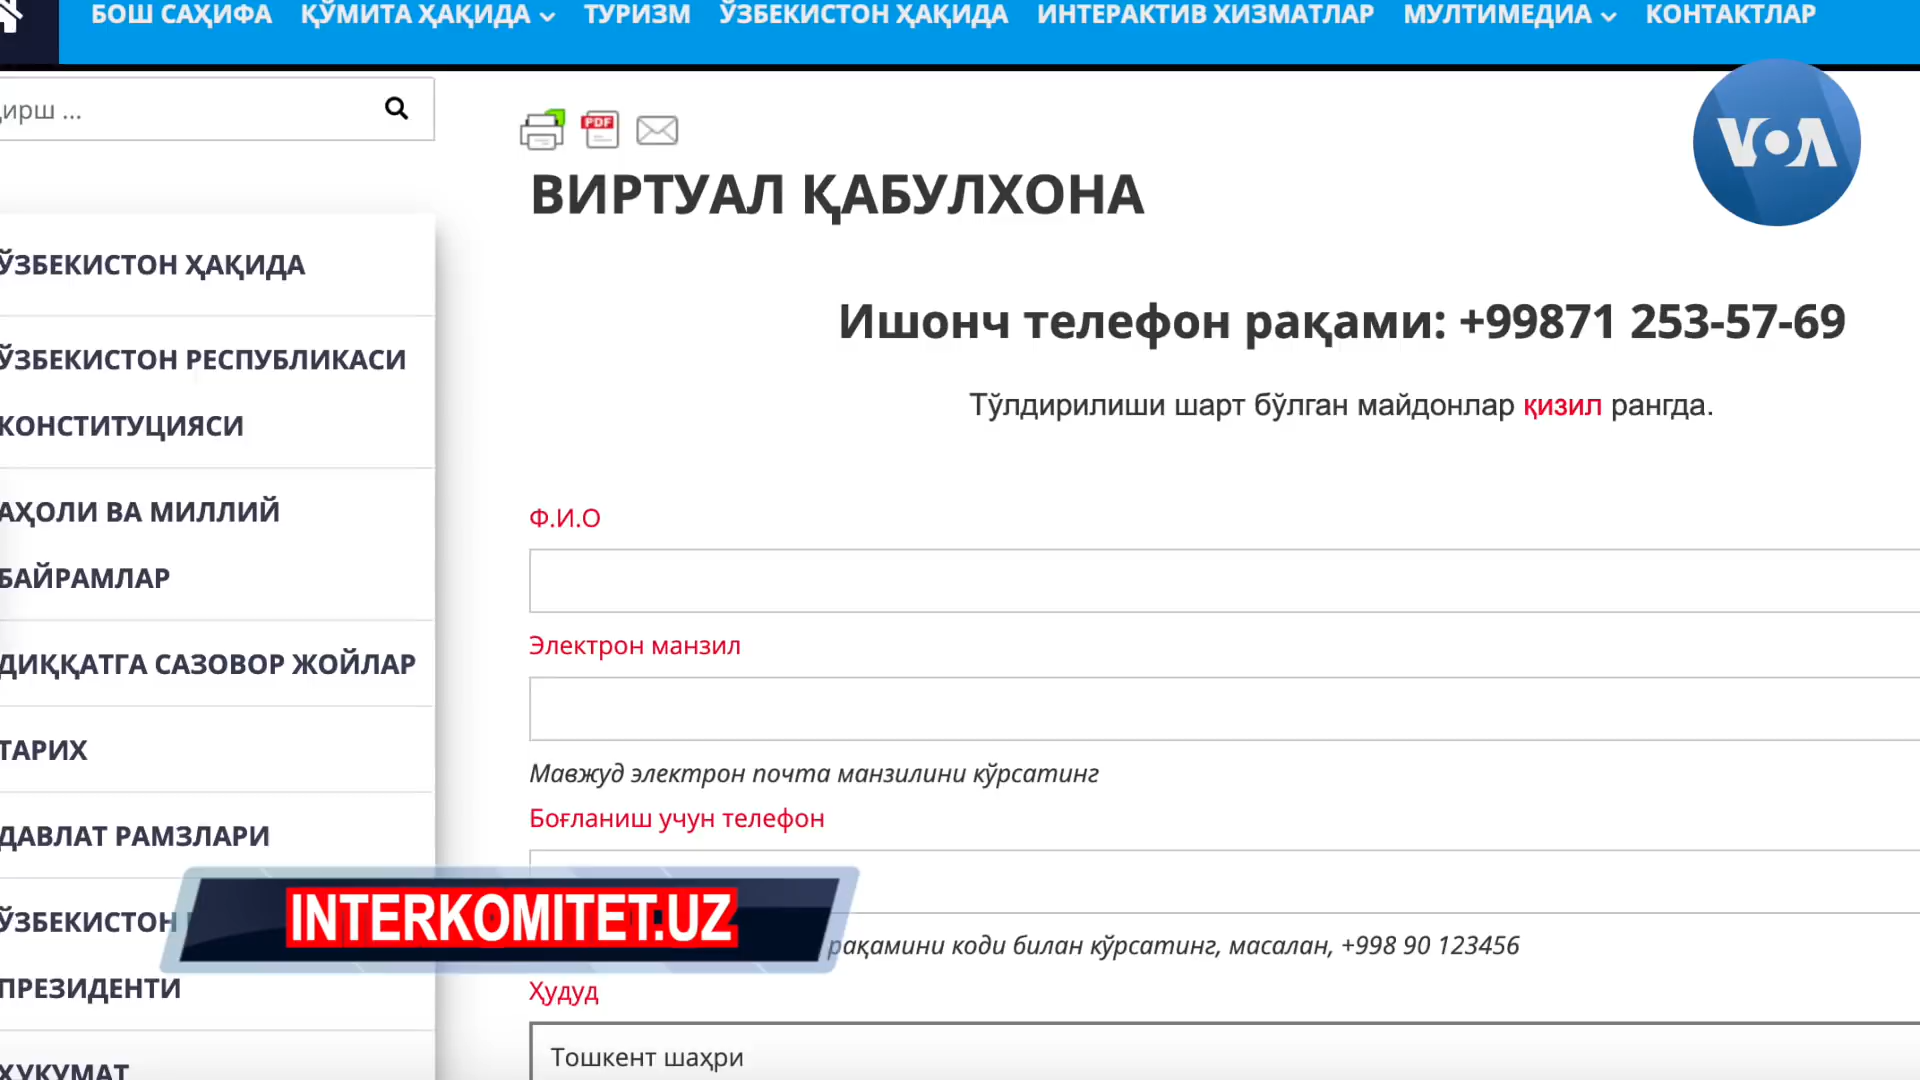 БОШ САҲИФА ҚЎМИТА ҲАҚИДА ТУРИЗМ ЎЗБЕКИСТОН ҲАҚИДА ИНТЕРАКТИВ ХИЗМАТЛАР МУЛТИМЕДИА КОНТАКТЛАР
VOA
PDF
ВИРТУАЛ ҚАБУЛХОНА
Ишонч телефон рақами: +99871 253-57-69
Тўлдирилиши шарт бўлган майдонлар қизил рангда.
Ф.И.О
Электрон манзил
Мавжуд электрон почта манзилини кўрсатинг
Боғланиш учун телефон
рақамини коди билан кўрсатинг, масалан, +998 90 123456
Ҳудуд
Тошкент шаҳри
ЎЗБЕКИСТОН ҲАҚИДА
ЎЗБЕКИСТОН РЕСПУБЛИКАСИ
КОНСТИТУЦИЯСИ
АҲОЛИ ВА МИЛЛИЙ
БАЙРАМЛАР
ДИҚҚАТГА САЗОВОР ЖОЙЛАР
ТАРИХ
ДАВЛАТ РАМЗЛАРИ
ЎЗБЕКИСТОН
ПРЕЗИДЕНТИ
ҲУКУМАТ
INTERKOMITET.UZ